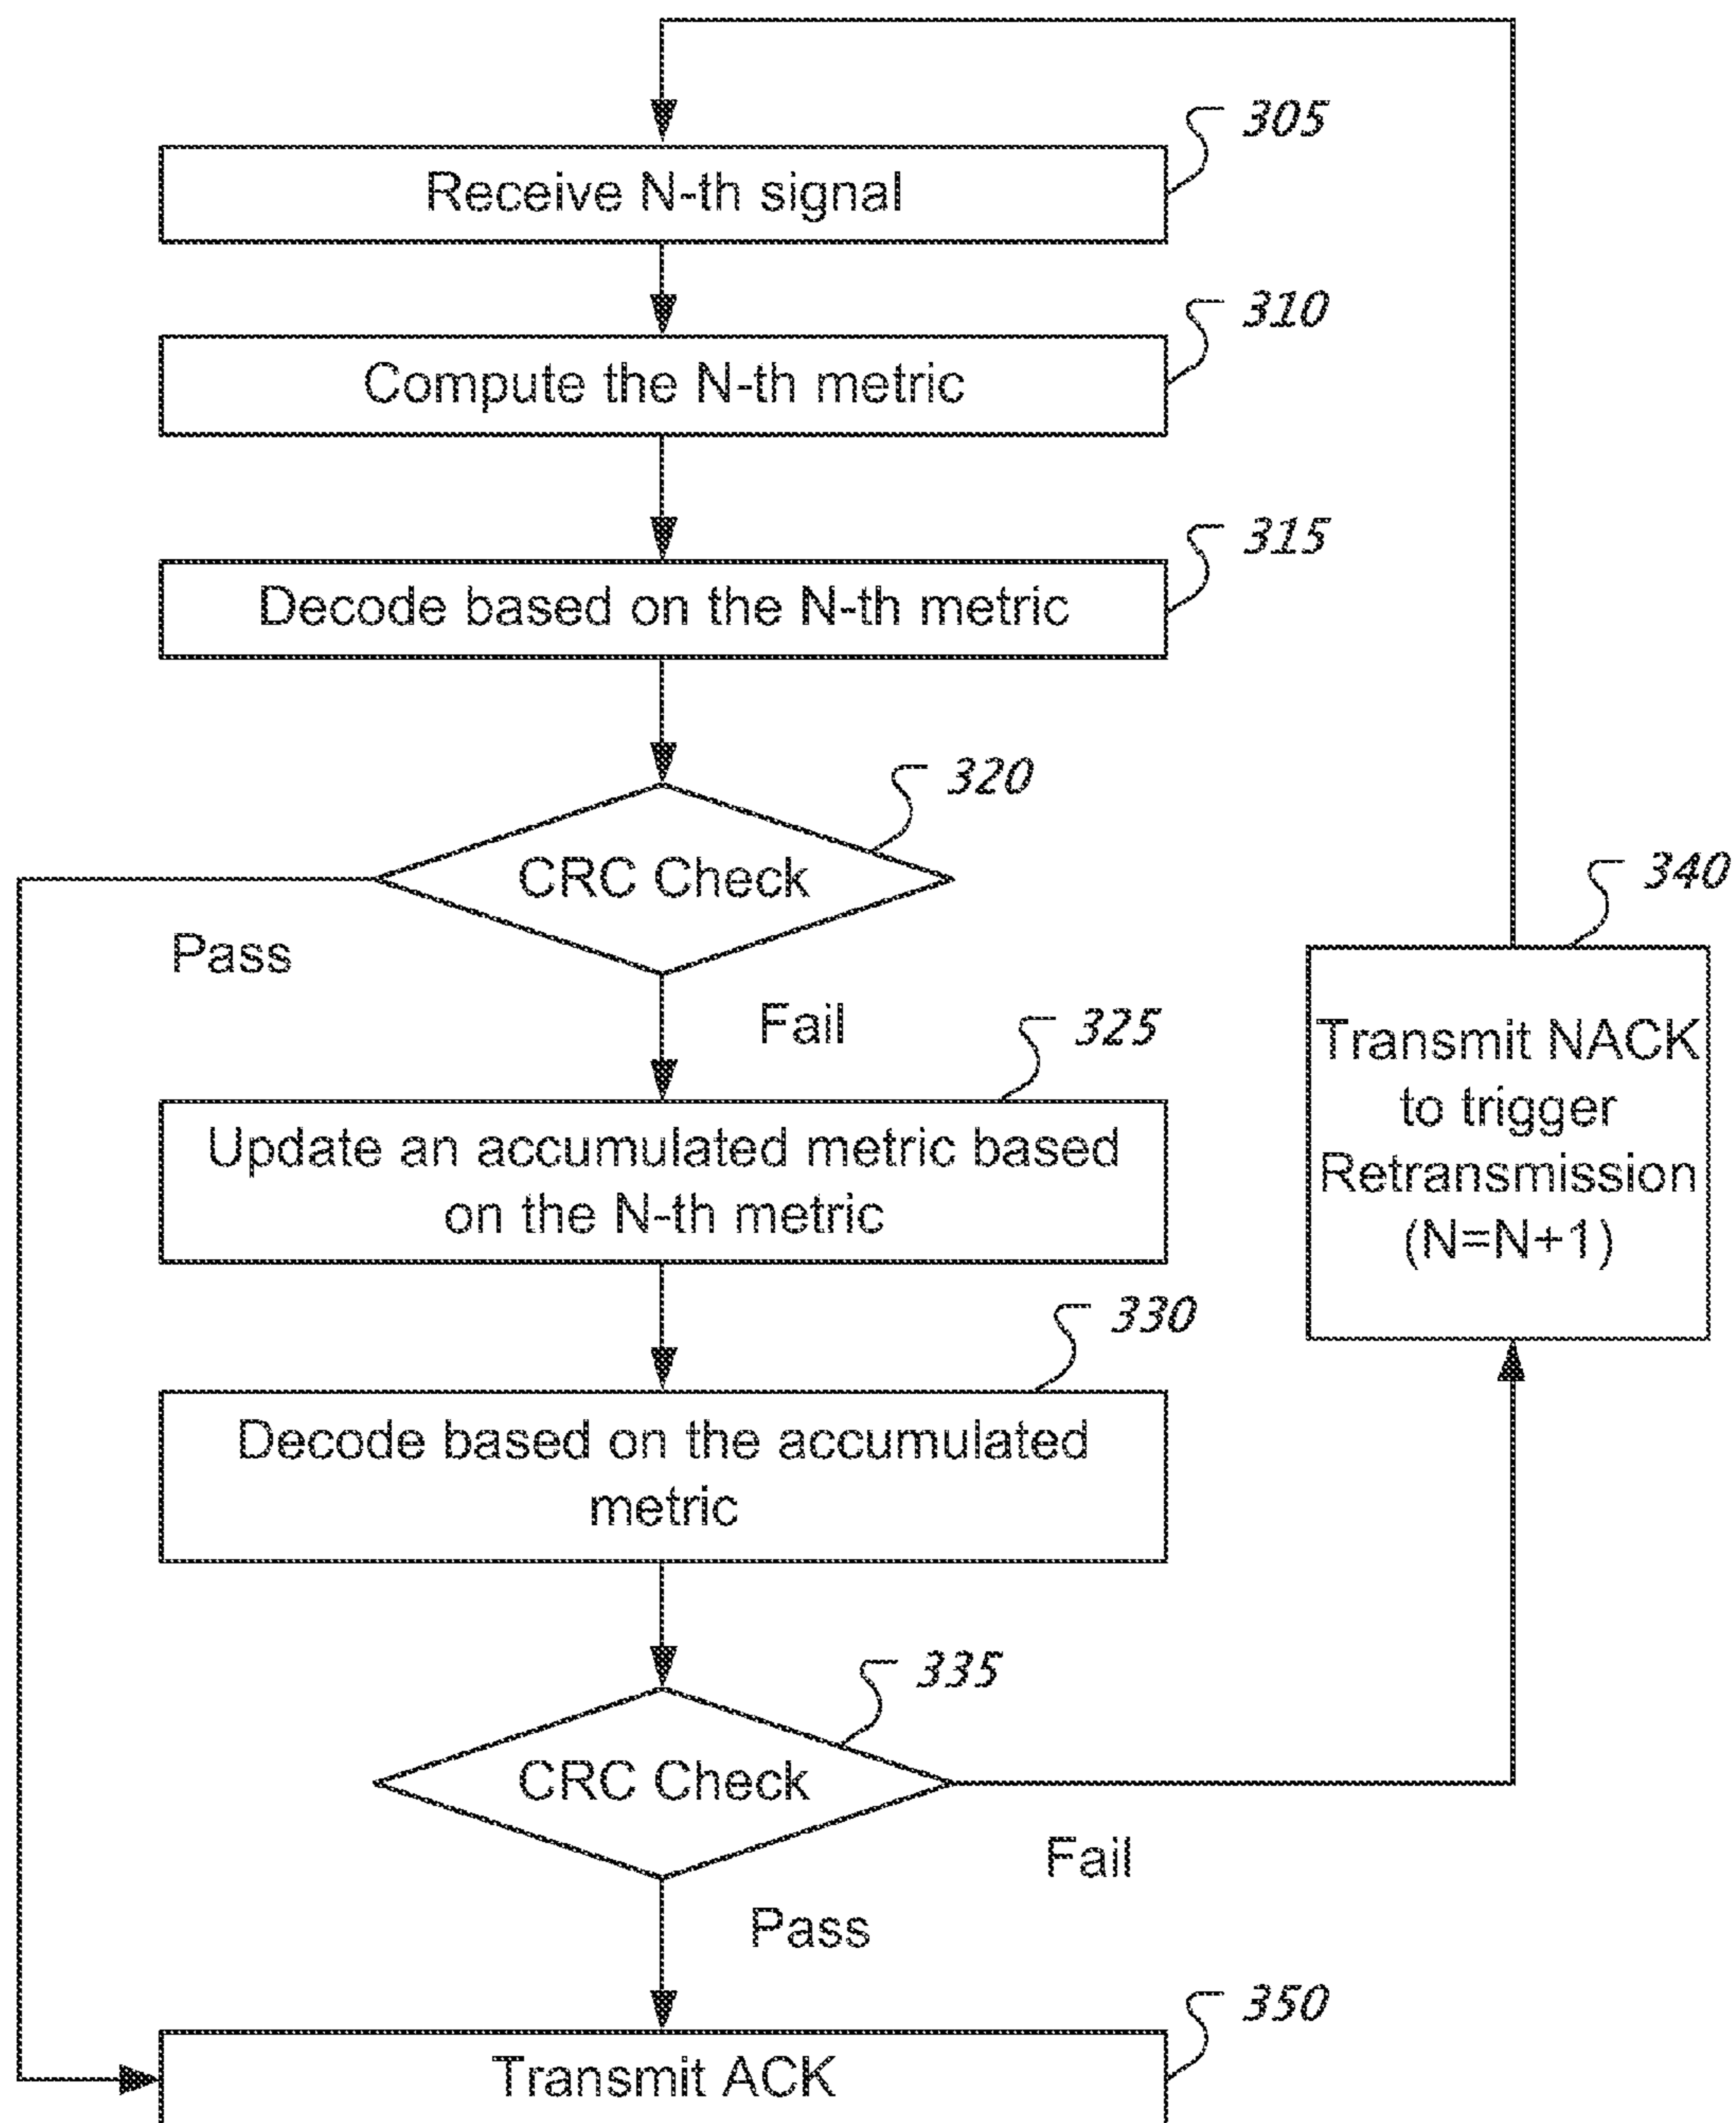 305
Receive N-th signal
310
Compute the N-th metric
315
Decode based on the N-th metric
320
CRC Check
Pass
Fail
325
Update an accumulated metric based
on the N-th metric
330
Decode based on the accumulated
metric
335
CRC Check
Fail
Pass
340
Transmit NACK
to trigger
Retransmission
(N=N+1)
350
Transmit ACK